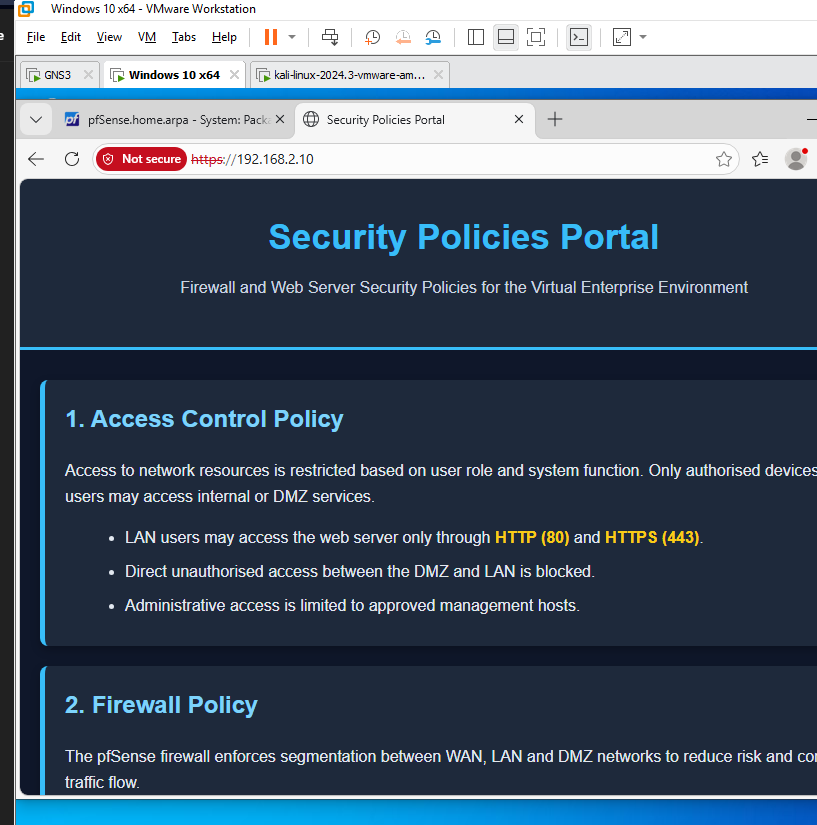 Windows 10 x64 - VMware Workstation
File Edit View VM Tabs Help
GNS3 Windows 10 x64 kali-linux-2024.3-vmware-am...
pf pfSense.home.arpa - System: Packa Security Policies Portal
Not secure https://192.168.2.10
Security Policies Portal
Firewall and Web Server Security Policies for the Virtual Enterprise Environment
1. Access Control Policy
Access to network resources is restricted based on user role and system function. Only authorised devices
users may access internal or DMZ services.
• LAN users may access the web server only through HTTP (80) and HTTPS (443).
• Direct unauthorised access between the DMZ and LAN is blocked.
• Administrative access is limited to approved management hosts.
2. Firewall Policy
The pfSense firewall enforces segmentation between WAN, LAN and DMZ networks to reduce risk and con
traffic flow.